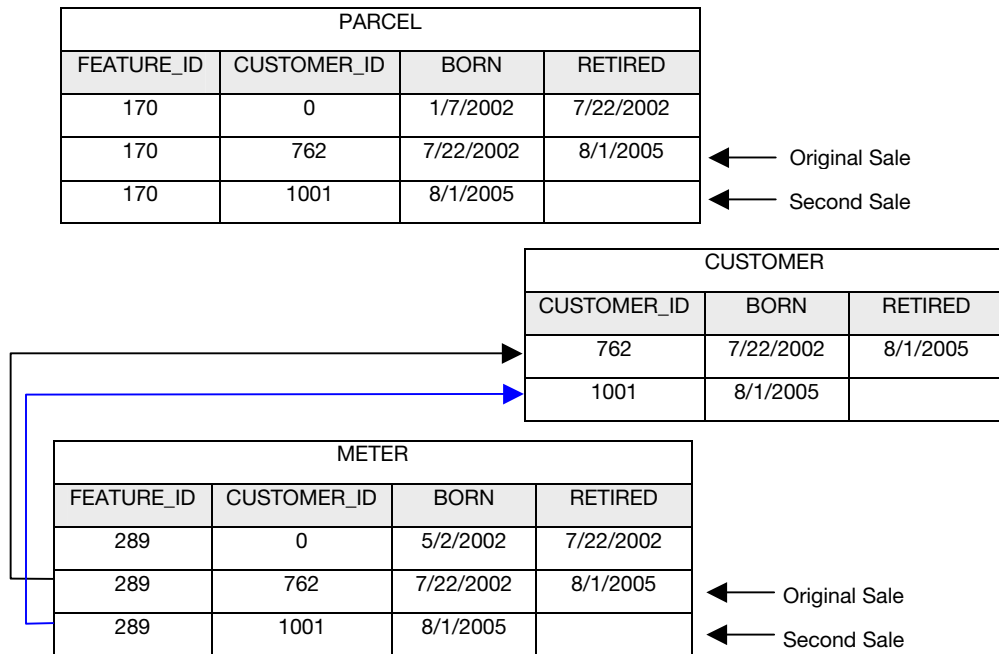 PARCEL
FEATURE_ID CUSTOMER_ID BORN RETIRED
170 0 1/7/2002 7/22/2002
170 762 7/22/2002 8/1/2005 Original Sale
170 1001 8/1/2005 Second Sale
CUSTOMER
CUSTOMER_ID BORN RETIRED
762 7/22/2002 8/1/2005
1001 8/1/2005
METER
FEATURE_ID CUSTOMER_ID BORN RETIRED
289 0 5/2/2002 7/22/2002
289 762 7/22/2002 8/1/2005 Original Sale
289 1001 8/1/2005 Second Sale